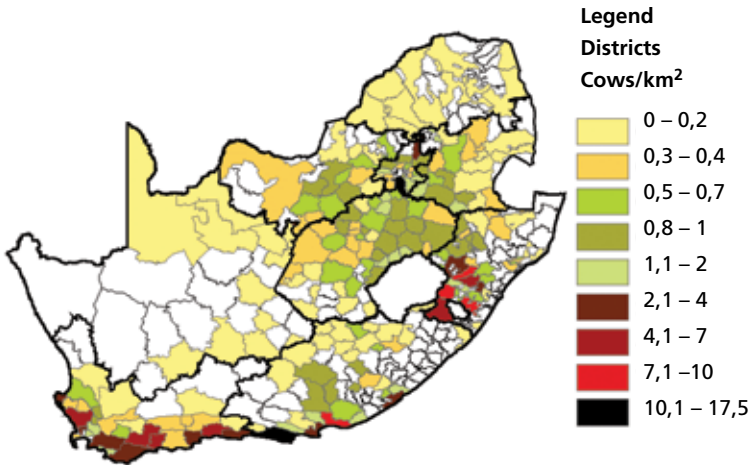 Legend
Districts
Cows/km²
0 – 0,2
0,3 – 0,4
0,5 – 0,7
0,8 – 1
1,1 – 2
2,1 – 4
4,1 – 7
7,1 –10
10,1 – 17,5